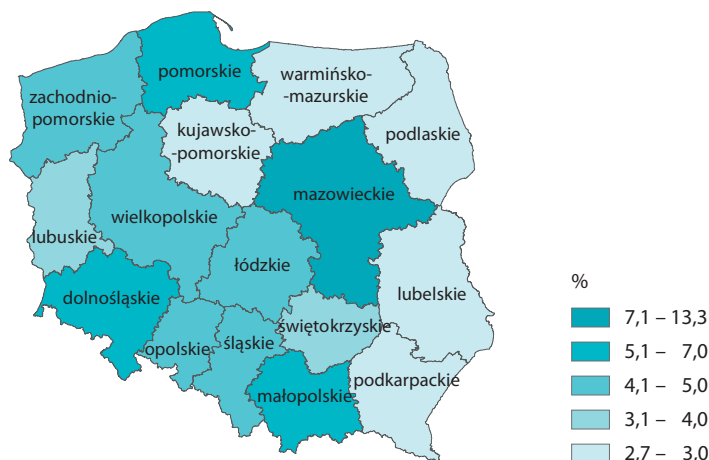 pomorskie
warmińsko-
-mazurskie
zachodnio-
pomorskie
kujawsko-
-pomorskie
podlaskie
mazowieckie
wielkopolskie
lubuskie
łódzkie
dolnośląskie
lubelskie
świętokrzyskie
opolskie
śląskie
podkarpackie
małopolskie
%
7,1 – 13,3
5,1 – 7,0
4,1 – 5,0
3,1 – 4,0
2,7 – 3,0